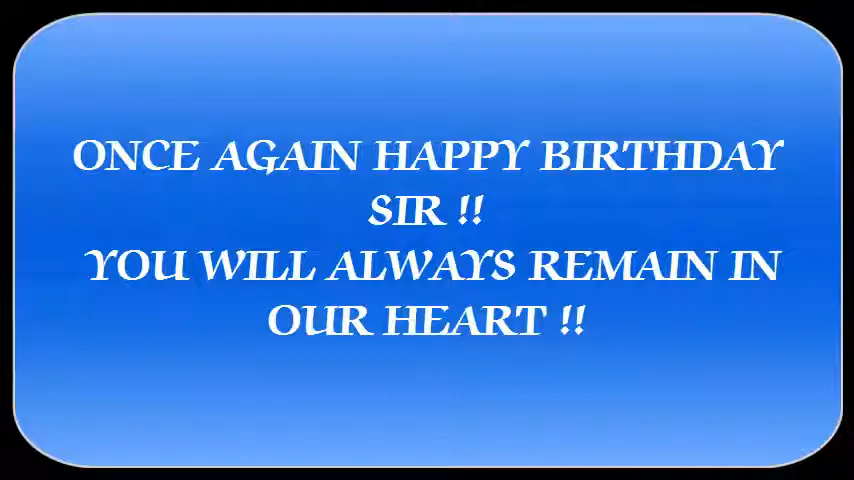 ONCE AGAIN HAPPY BIRTHDAY
SIR !!
YOU WILL ALWAYS REMAIN IN
OUR HEART !!